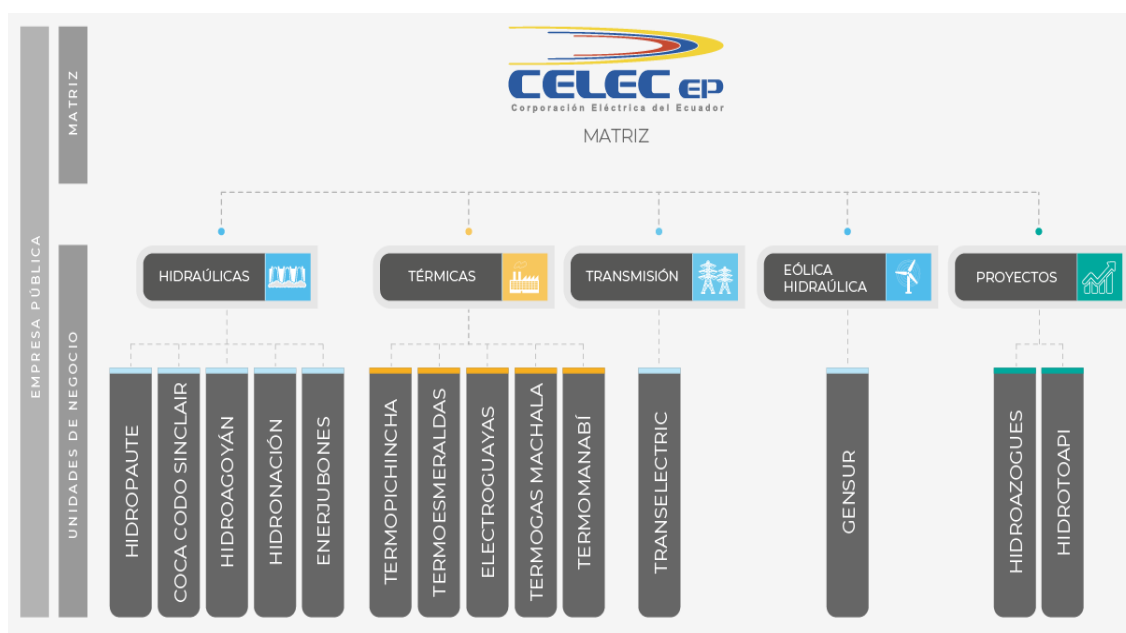 EMPRESA PÚBLICA
MATRIZ
UNIDADES DE NEGOCIO
CELEC EP
Corporación Eléctrica del Ecuador
MATRIZ
HIDRAÚLICAS
TÉRMICAS
TRANSMISIÓN
EÓLICA
HIDRAÚLICA
PROYECTOS
HIDROPAUTE
COCA CODO SINCLAIR
HIDROAGOYÁN
HIDRONACIÓN
ENERJUBONES
TERMOPICHINCHA
TERMOESMERALDAS
ELECTROGUAYAS
TERMOGAS MACHALA
TERMOMANABÍ
TRANSELECTRIC
GENSUR
HIDROAZOGUES
HIDROTOAPI